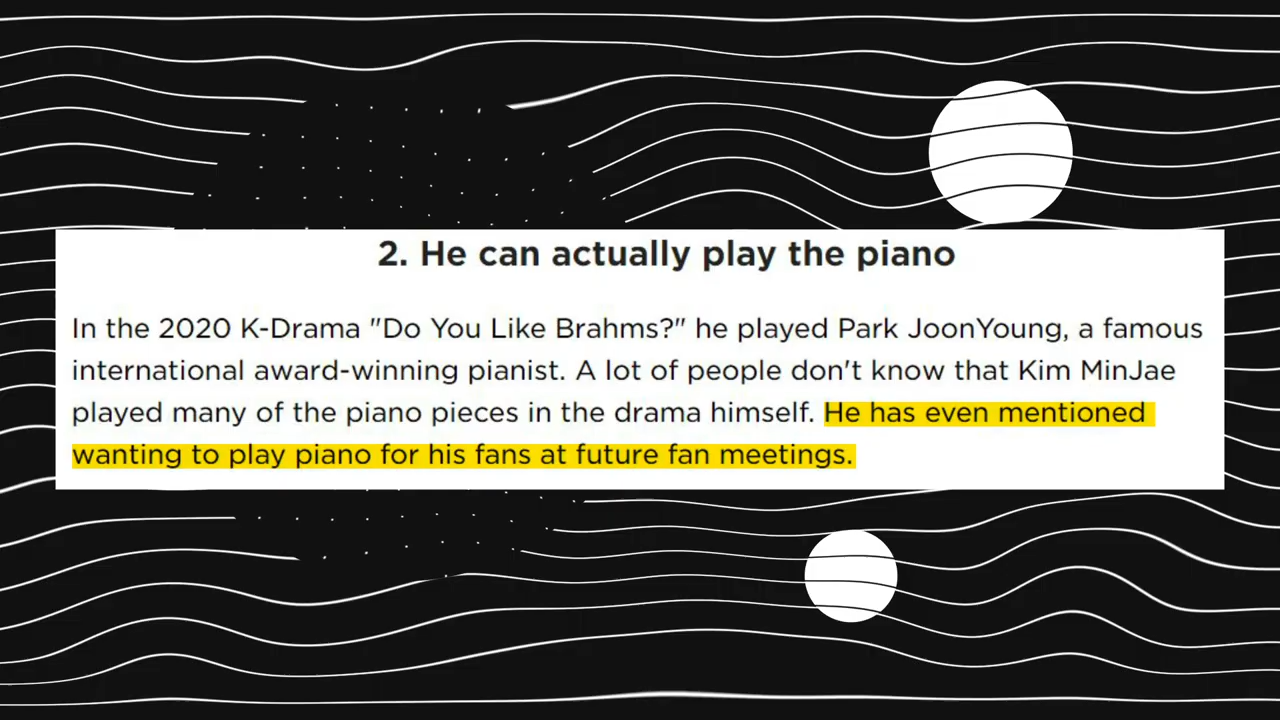 2. He can actually play the piano
In the 2020 K-Drama "Do You Like Brahms?" he played Park JoonYoung, a famous
international award-winning pianist. A lot of people don't know that Kim MinJae
played many of the piano pieces in the drama himself. He has even mentioned
wanting to play piano for his fans at future fan meetings.